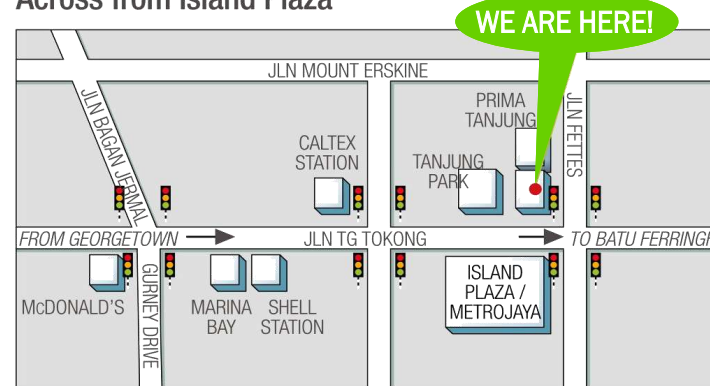 Across from Island Plaza
WE ARE HERE!
JLN MOUNT ERSKINE
JLN BAGAN JERMAL
PRIMA
TANJUNG
JLN FETTES
CALTEX
STATION
TANJUNG
PARK
FROM GEORGETOWN
JLN TG TOKONG
TO BATU FERRINGH
McDONALD'S
GURNEY DRIVE
MARINA
BAY
SHELL
STATION
ISLAND
PLAZA /
METROJAYA